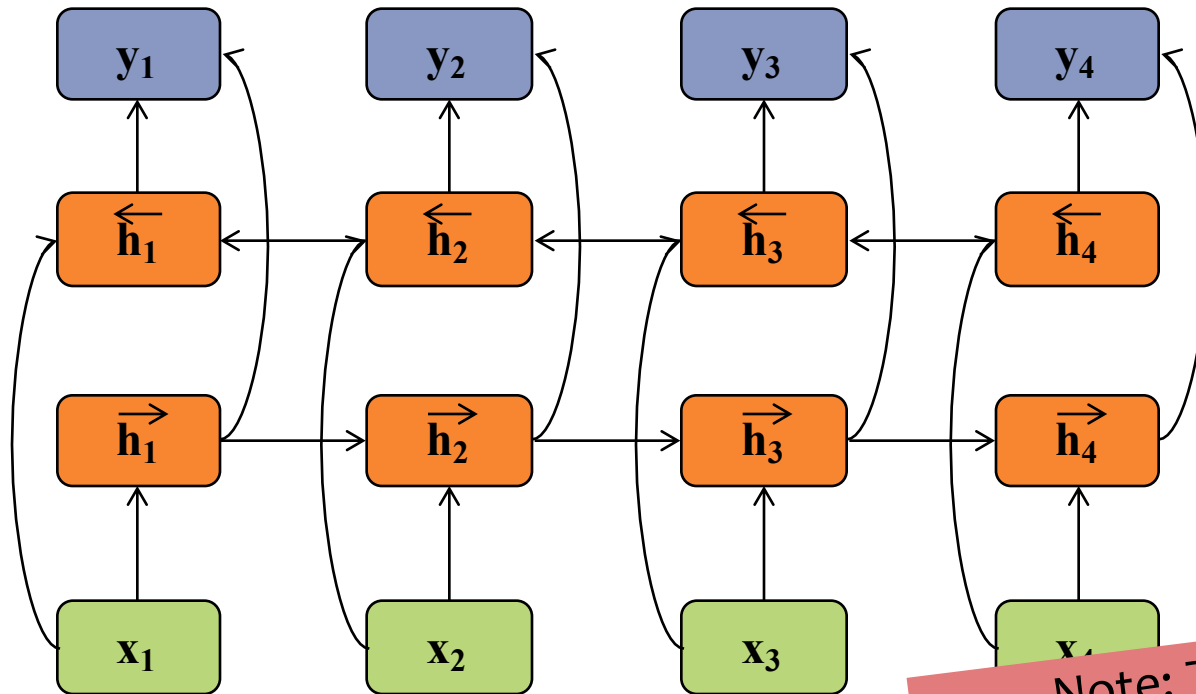 y₁ y₂ y₃ y₄
h₁ h₂ h₃ h₄
h₁ h₂ h₃ h₄
x₁ x₂ x₃
Note: